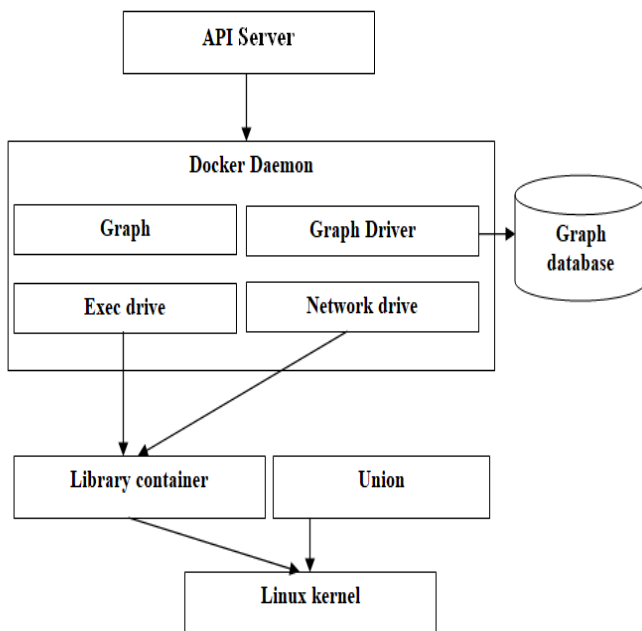 API Server
Docker Daemon
Graph
Graph Driver
Graph
database
Exec drive
Network drive
Library container
Union
Linux kernel